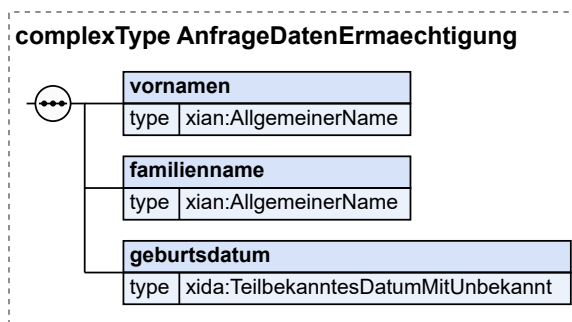 complexType AnfrageDatenErmaechtigung
vornamen
type xian:AllgemeinerName
familienname
type xian:AllgemeinerName
geburtsdatum
type xida:TeilbekanntesDatumMitUnbekannt